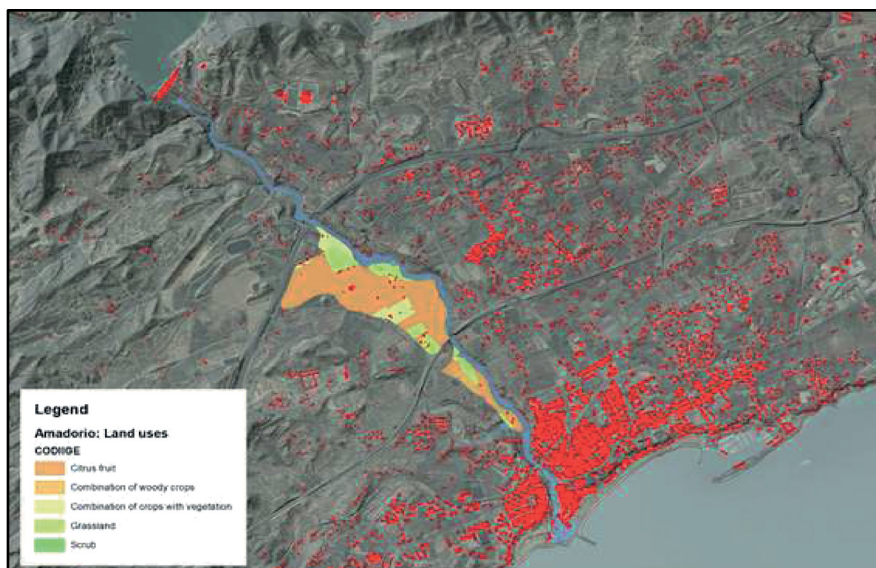 Legend
Amadorio: Land uses
CODIIGE
Citrus fruit
Combination of woody crops
Combination of crops with vegetation
Grassland
Scrub